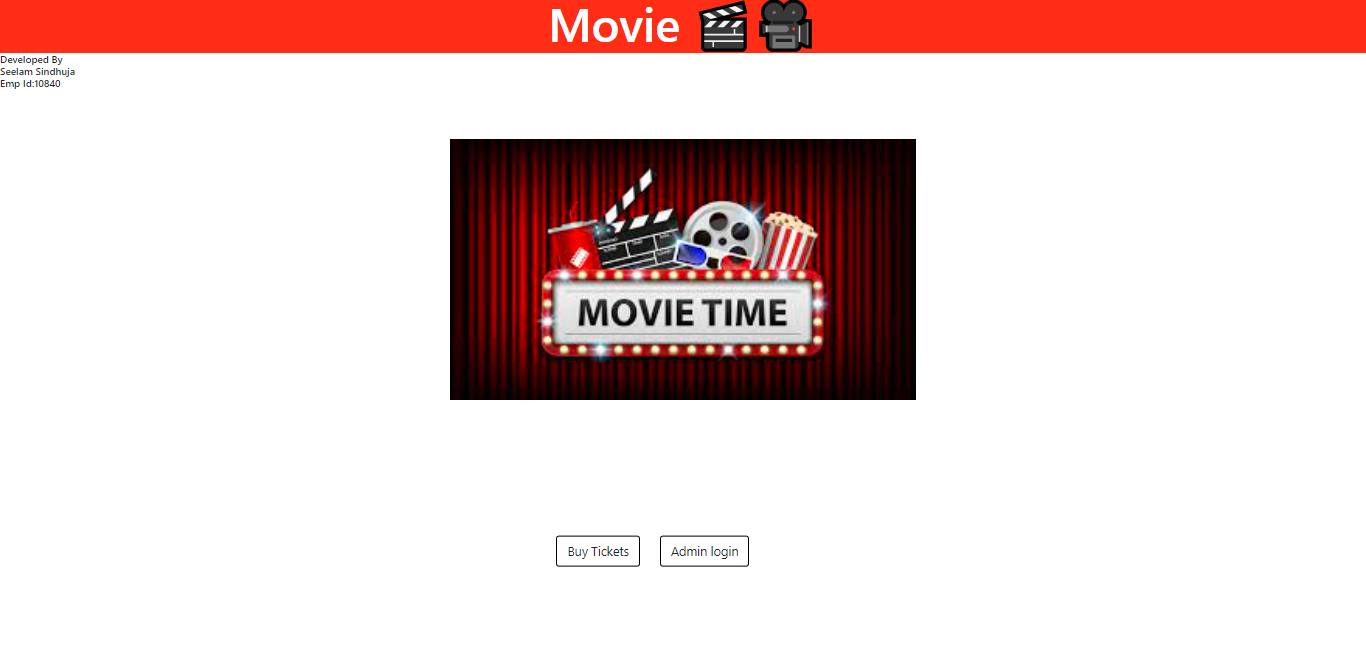 Movie
Developed By
Seelam Sindhuja
Emp Id:10840
MOVIE TIME
Buy Tickets
Admin login